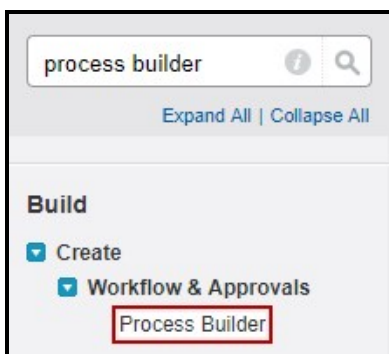 process builder
Expand All | Collapse All
Build
Create
Workflow & Approvals
Process Builder